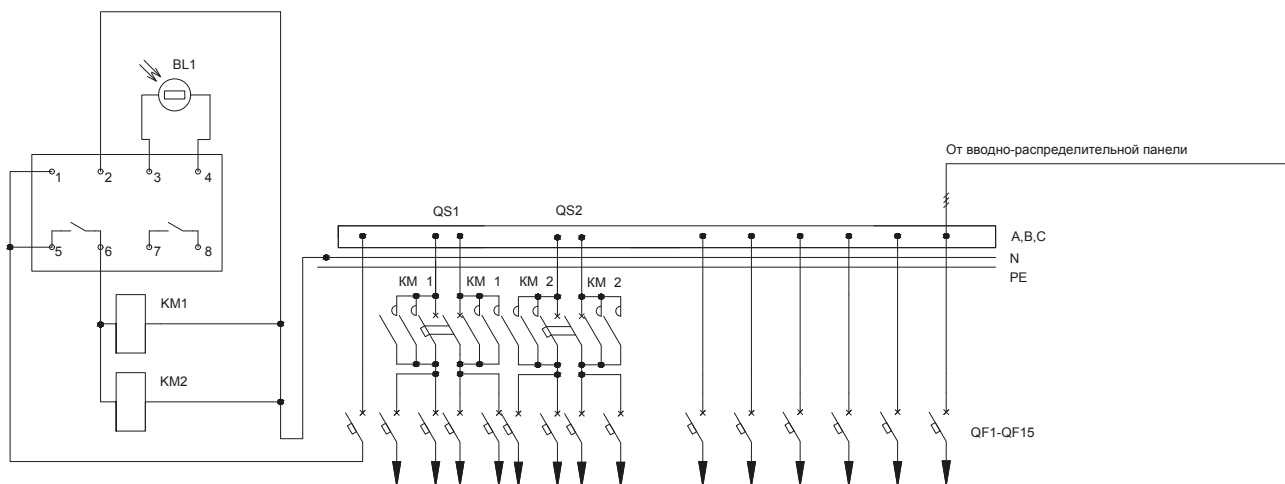 BL1
От вводно-распределительной панели
1 2 3 4
QS1 QS2
A,B,C
5 6 7 8
N
PE
KM 1 KM 1 KM 2 KM 2
KM1
KM2
QF1-QF15